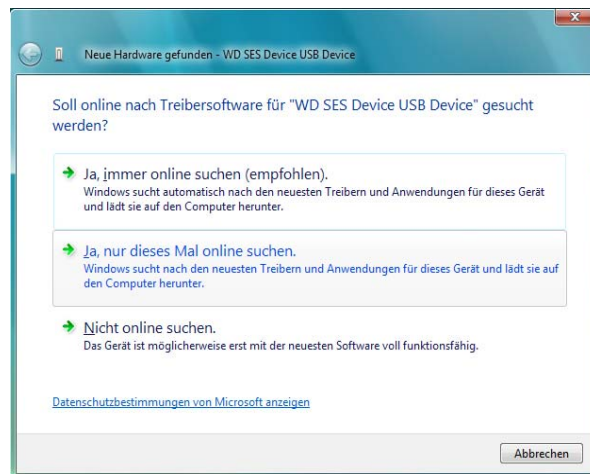 Neue Hardware gefunden - WD SES Device USB Device
Soll online nach Treibersoftware für "WD SES Device USB Device" gesucht
werden?
Ja, immer online suchen (empfohlen).
Windows sucht automatisch nach den neuesten Treibern und Anwendungen für dieses Gerät
und lädt sie auf den Computer herunter.
Ja, nur dieses Mal online suchen.
Windows sucht nach den neuesten Treibern und Anwendungen für dieses Gerät und lädt sie auf
den Computer herunter.
Nicht online suchen.
Das Gerät ist möglicherweise erst mit der neuesten Software voll funktionsfähig.
Datenschutzbestimmungen von Microsoft anzeigen
Abbrechen